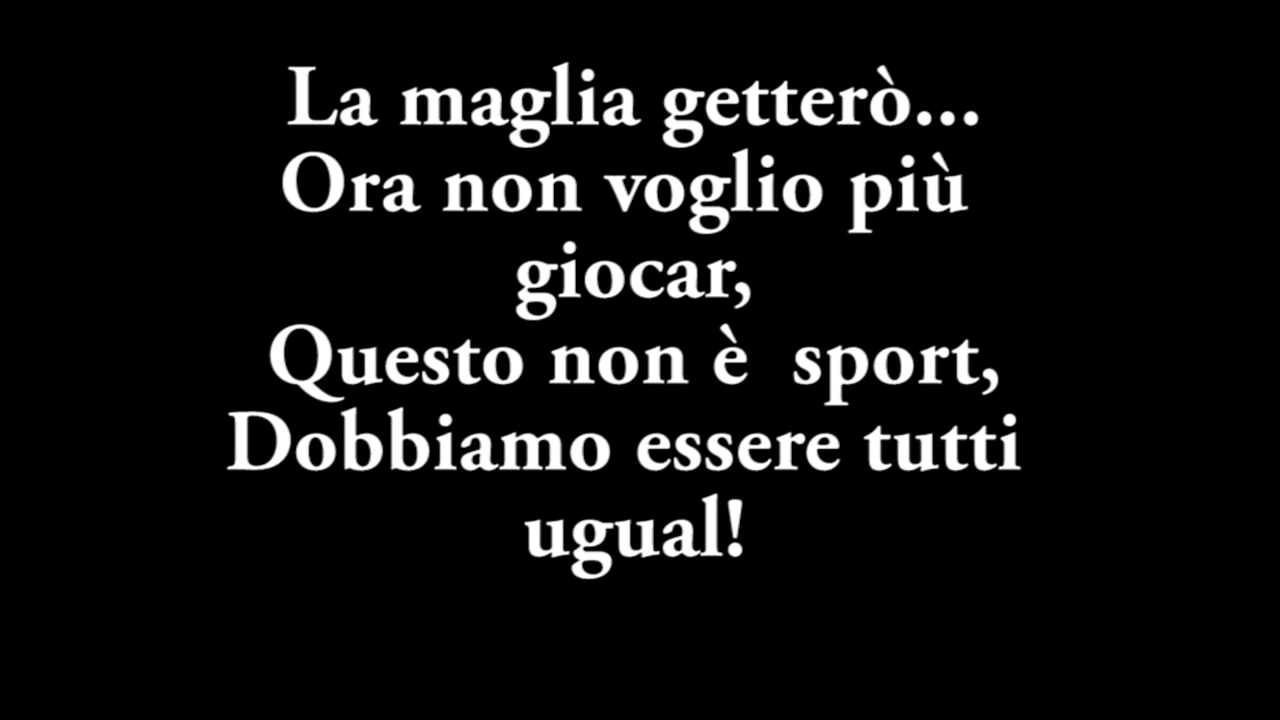 La maglia getterò...
Ora non voglio più
giocar,
Questo non è  sport,
Dobbiamo essere tutti
ugual!